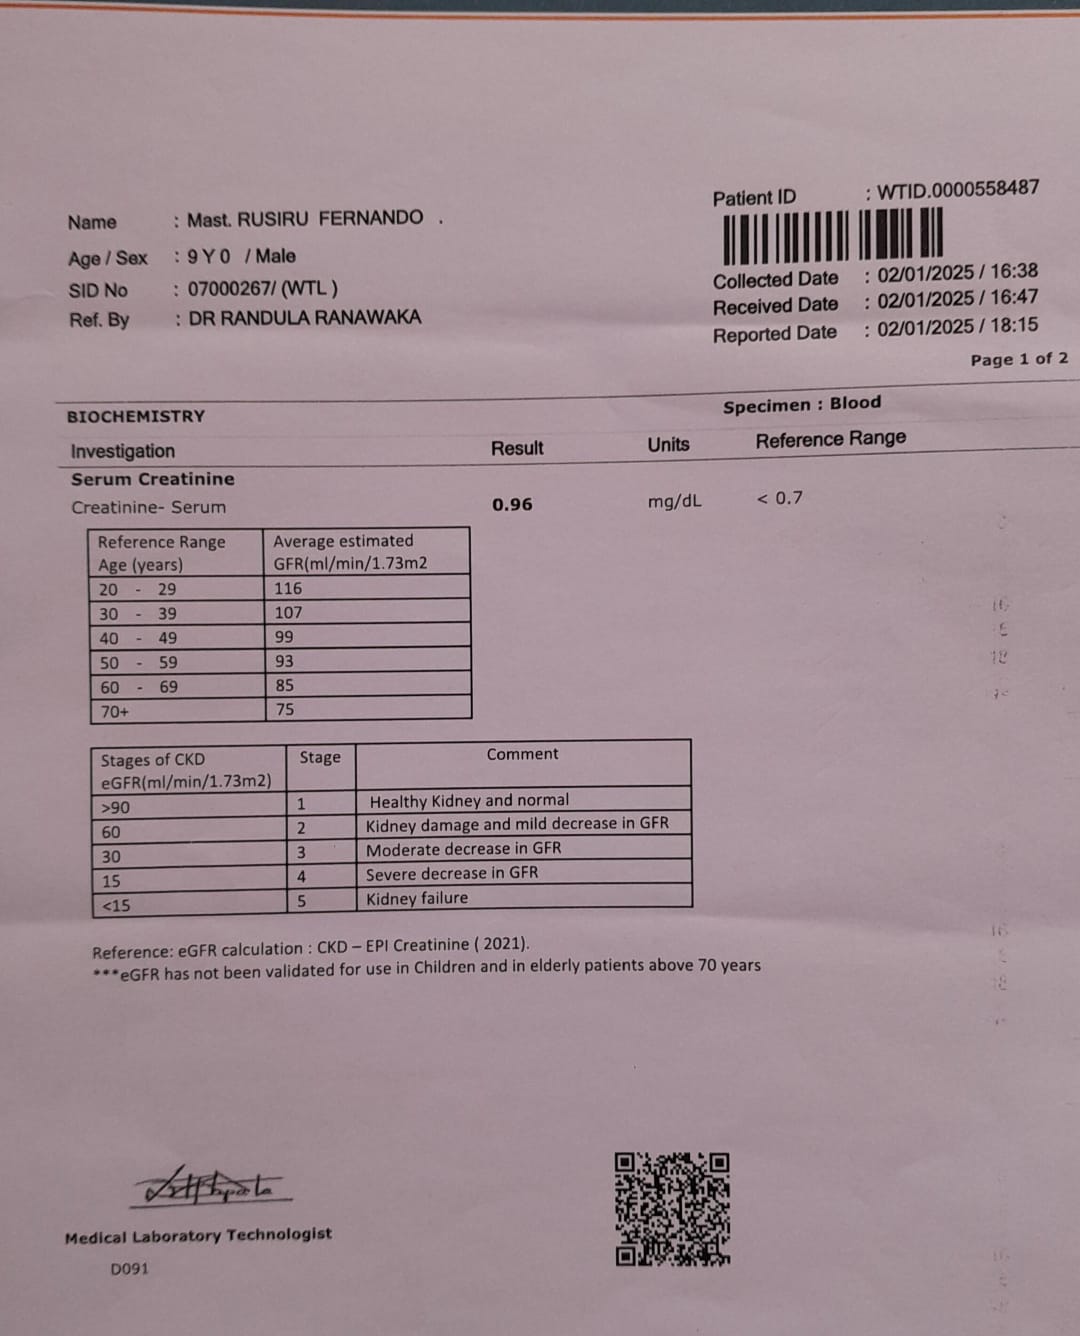 Patient ID : WTID.0000558487
Name : Mast. RUSIRU FERNANDO .
Age / Sex : 9 Y 0 / Male
SID No : 07000267/ (WTL )
Ref. By : DR RANDULA RANAWAKA
Collected Date : 02/01/2025 / 16:38
Received Date : 02/01/2025 / 16:47
Reported Date : 02/01/2025 / 18:15
Page 1 of 2
BIOCHEMISTRY Specimen : Blood
Investigation Result Units Reference Range
Serum Creatinine
Creatinine- Serum 0.96 mg/dL < 0.7
Reference Range Average estimated
Age (years) GFR(ml/min/1.73m2
20 - 29 116
30 - 39 107
40 - 49 99
50 - 59 93
60 - 69 85
70+ 75
Stages of CKD Stage Comment
eGFR(ml/min/1.73m2)
>90 1 Healthy Kidney and normal
60 2 Kidney damage and mild decrease in GFR
30 3 Moderate decrease in GFR
15 4 Severe decrease in GFR
<15 5 Kidney failure
Reference: eGFR calculation : CKD – EPI Creatinine ( 2021).
***eGFR has not been validated for use in Children and in elderly patients above 70 years
Medical Laboratory Technologist
D091